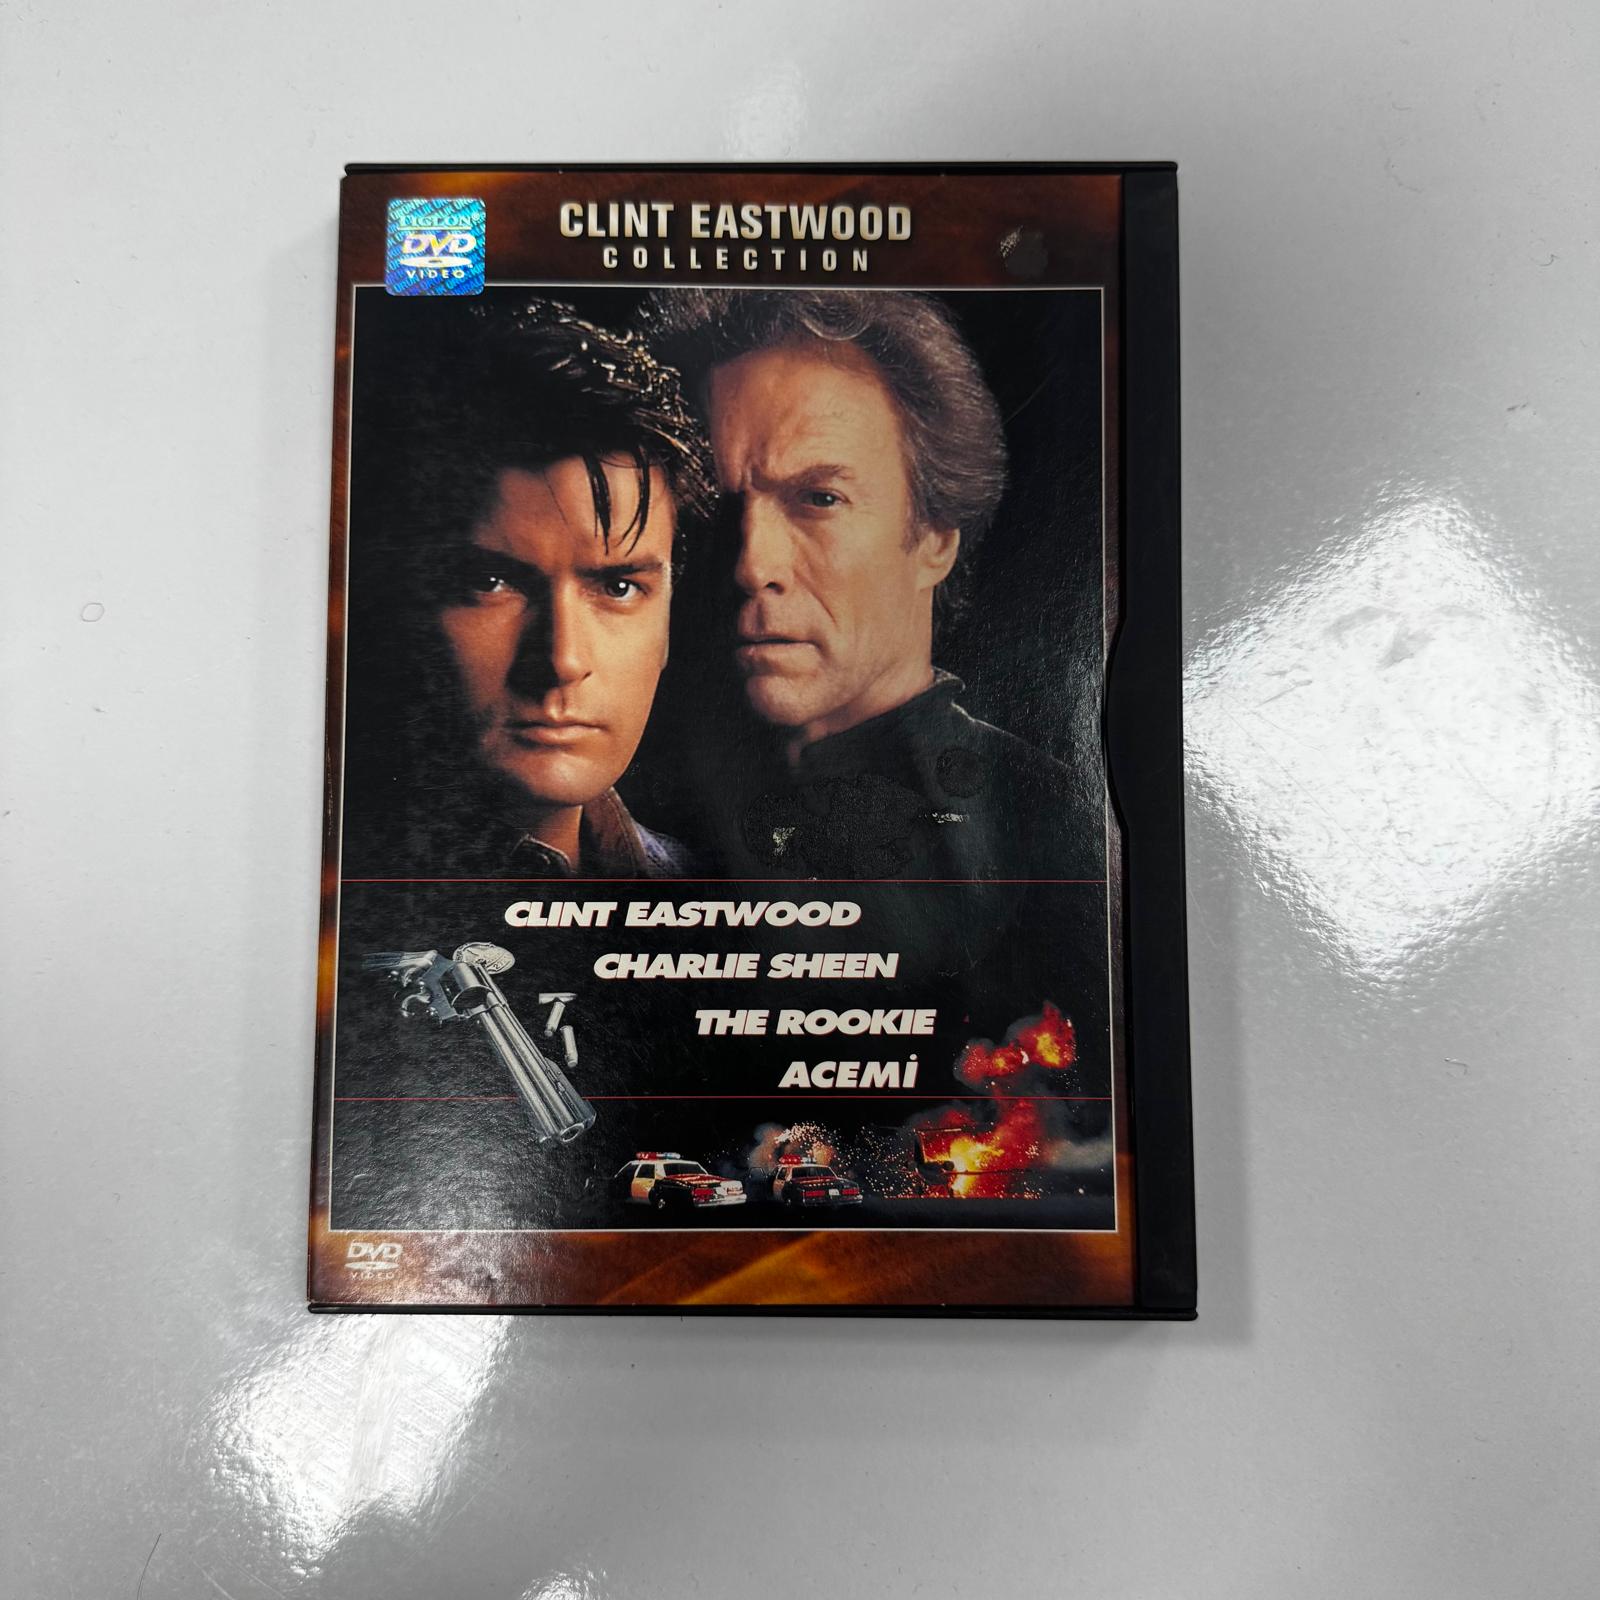 TIGLON®
DVD
VIDEO
CLINT EASTWOOD
COLLECTION
CLINT EASTWOOD
CHARLIE SHEEN
THE ROOKIE
ACEMİ
DVD
VIDEO